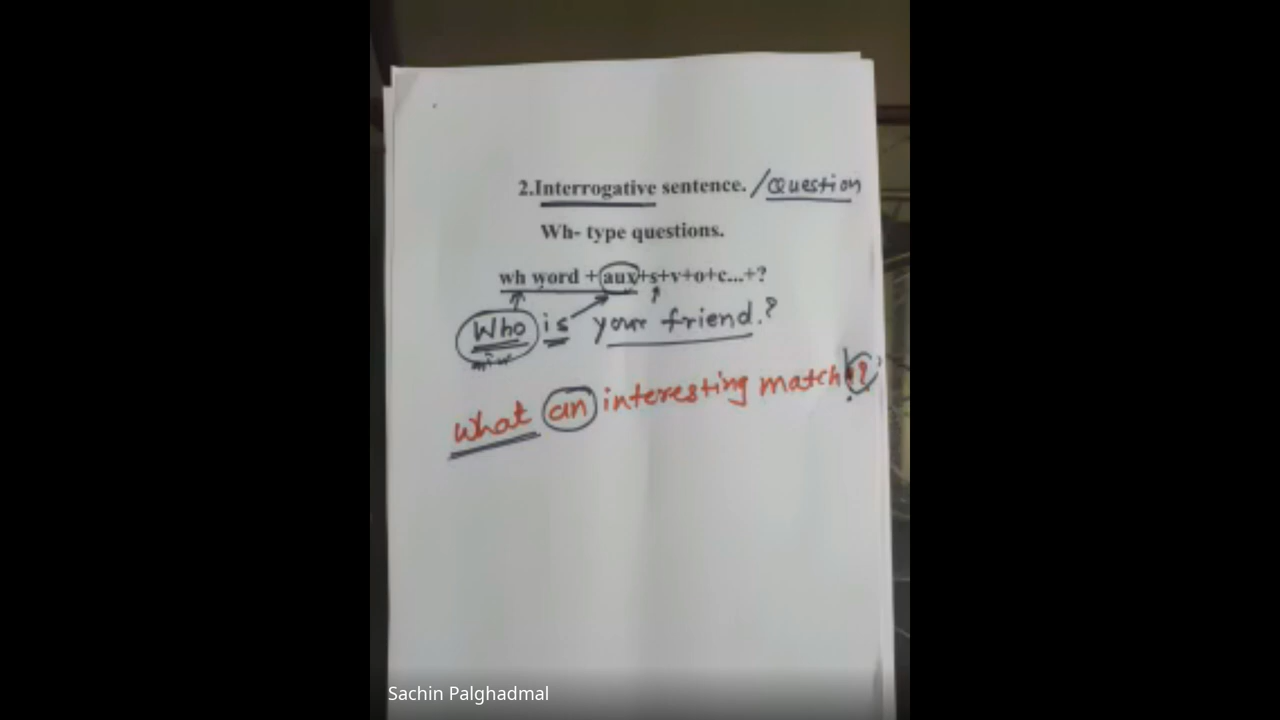 2.Interrogative sentence. /Question
Wh- type questions.
wh word +aux+s+v+o+c...+?
Who is your friend.?
What an interesting match
Sachin Palghadmal